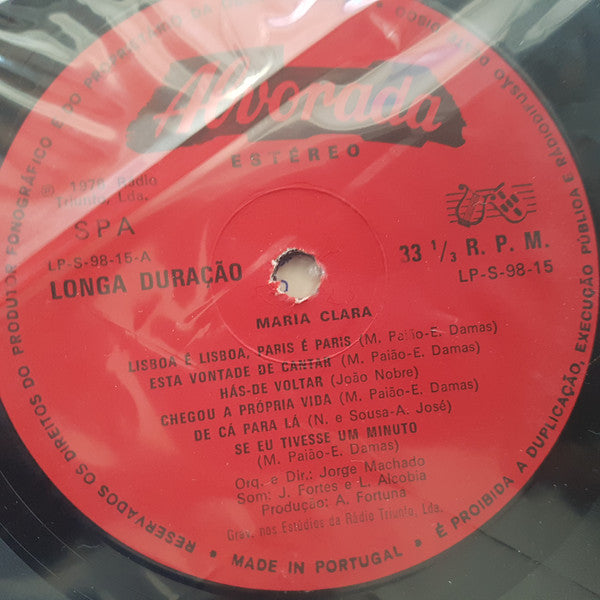 Alvorada
ESTÉREO
℗ 1976 Rádio
Triunfo, Lda.
SPA
LP-S-98-15-A
LONGA DURAÇÃO
33 1/3 R. P. M.
LP-S-98-15
MARIA CLARA
LISBOA É LISBOA, PARIS É PARIS (M. Paião-E. Damas)
ESTA VONTADE DE CANTAR (M. Paião-E. Damas)
HÁS-DE VOLTAR (João Nobre)
CHEGOU A PRÓPRIA VIDA (M. Paião-E. Damas)
DE CÁ PARA LÁ (N. e Sousa-A. José)
SE EU TIVESSE UM MINUTO
(M. Paião-E. Damas)
Orq. e Dir.: Jorge Machado
Som: J. Fortes e L. Alcobia
Produção: A. Fortuna
Grav. nos Estúdios da Rádio Triunfo, Lda.
RESERVADOS OS DIREITOS DO PRODUTOR FONOGRÁFICO E DO PROPRIETÁRIO DA
É PROIBIDA A DUPLICAÇÃO, EXECUÇÃO PÚBLICA E RÁDIODIFUSÃO
• MADE IN PORTUGAL •